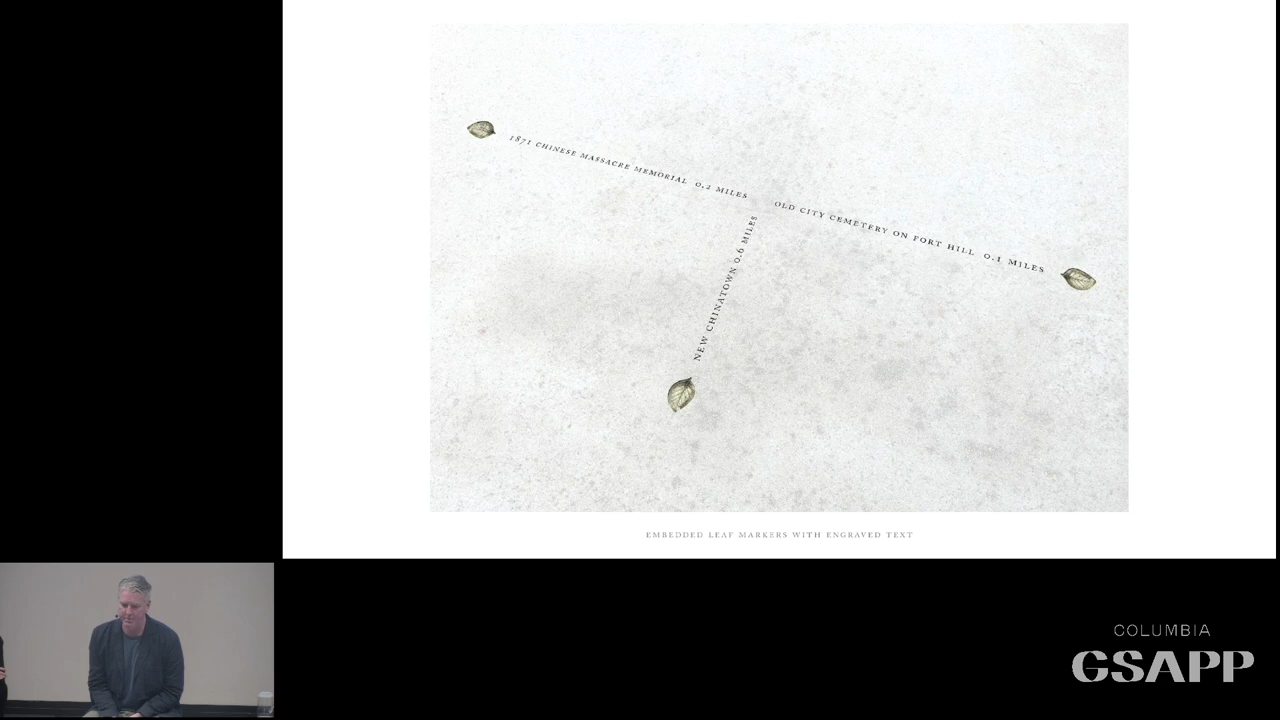 1871 CHINESE MASSACRE MEMORIAL 0.2 MILES
OLD CITY CEMETERY ON FORT HILL 0.1 MILES
NEW CHINATOWN 0.6 MILES
EMBEDDED LEAF MARKERS WITH ENGRAVED TEXT
COLUMBIA
GSAPP